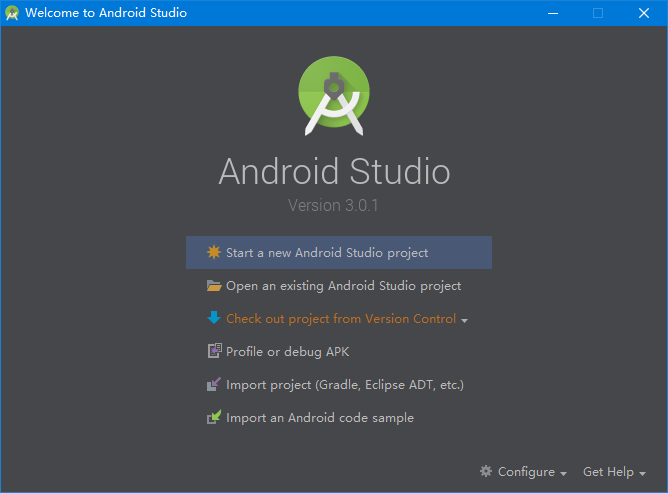 Welcome to Android Studio
Android Studio
Version 3.0.1
Start a new Android Studio project
Open an existing Android Studio project
Check out project from Version Control
Profile or debug APK
Import project (Gradle, Eclipse ADT, etc.)
Import an Android code sample
Configure Get Help